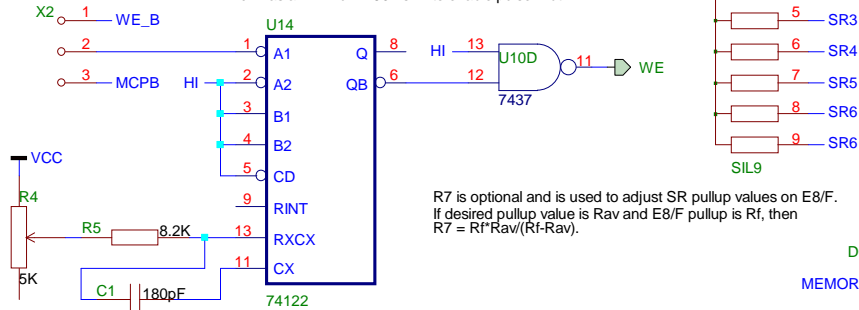 X2
1
WE_B
2
3
MCPB
HI
U14
1
A1
Q
8
2
A2
QB
6
3
B1
4
B2
5
CD
9
RINT
13
RXCX
11
CX
74122
HI
13
U10D
12
11
WE
7437
VCC
R4
5K
R5
8.2K
C1
180pF
5
SR3
6
SR4
7
SR5
8
SR6
9
SR6
SIL9
R7 is optional and is used to adjust SR pullup values on E8/F.
If desired pullup value is Rav and E8/F pullup is Rf, then
R7 = Rf*Rav/(Rf-Rav).
D
MEMOR